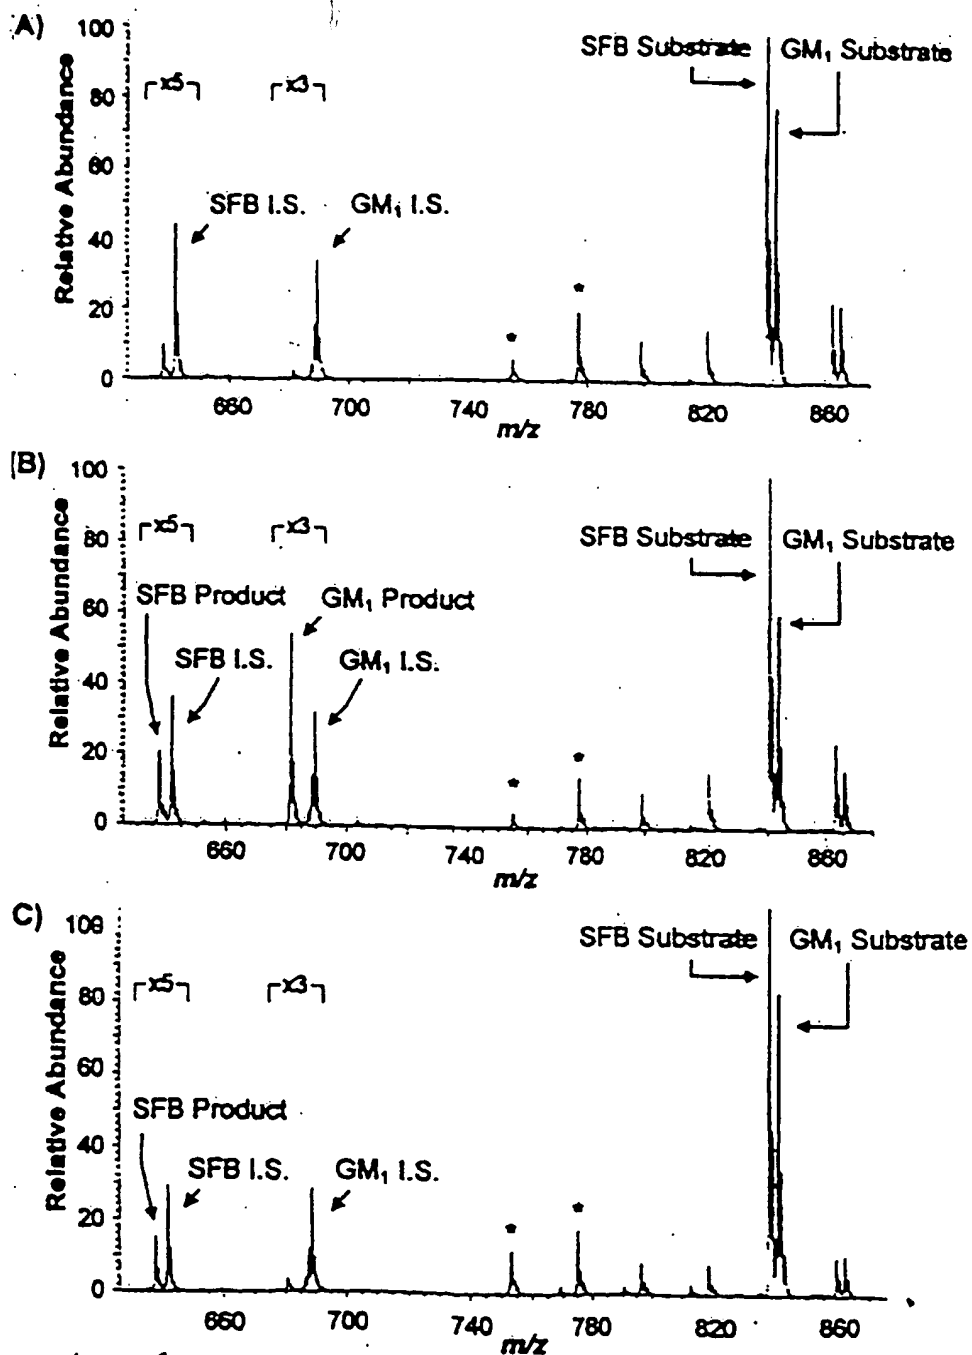 A)
Relative Abundance
100
80
60
40
20
0
x5
x3
SFB I.S.
GM₁ I.S.
*
*
SFB Substrate
GM₁ Substrate
660 700 740 780 820 860
m/z
(B)
Relative Abundance
100
80
60
40
20
0
x5
x3
SFB Product
SFB I.S.
GM₁ Product
GM₁ I.S.
*
*
SFB Substrate
GM₁ Substrate
660 700 740 780 820 860
m/z
C)
Relative Abundance
100
80
60
40
20
0
x5
x3
SFB Product
SFB I.S.
GM₁ I.S.
*
*
SFB Substrate
GM₁ Substrate
660 700 740 780 820 860
m/z